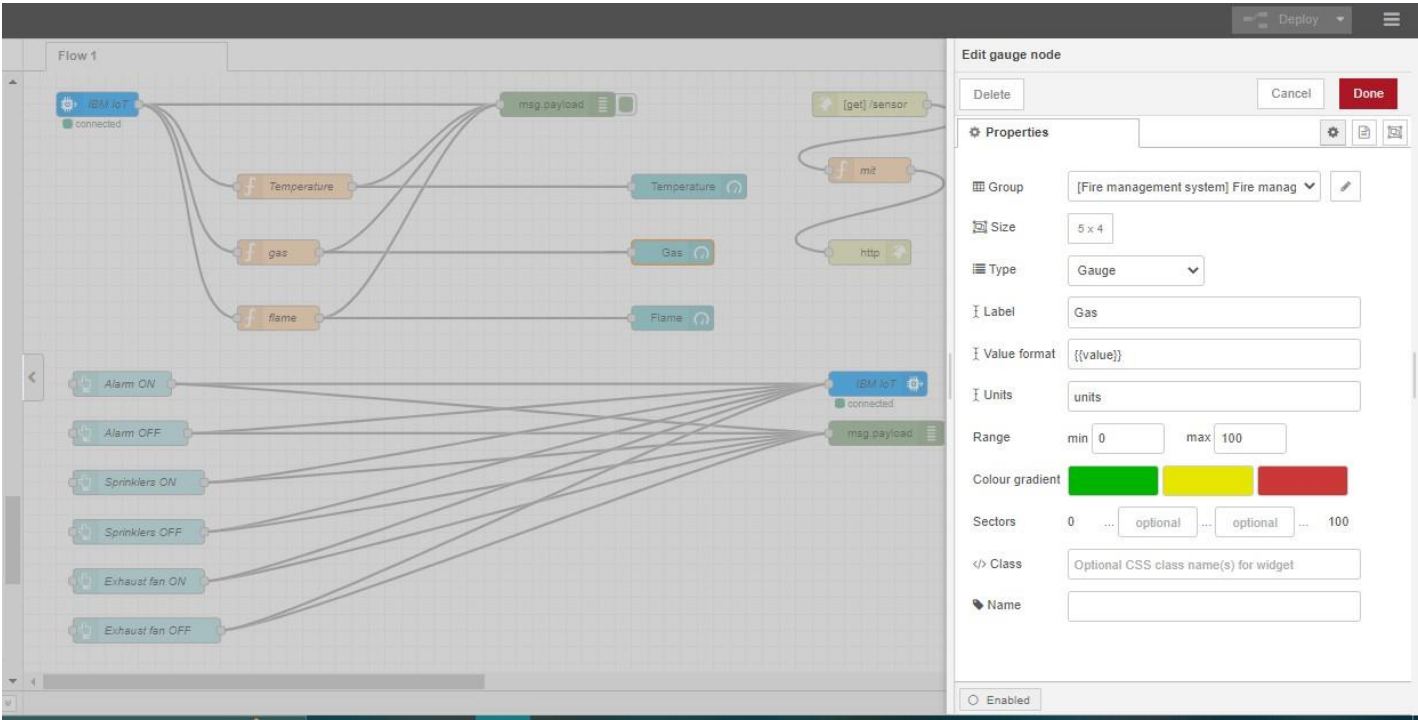 Deploy
Flow 1
IBM IoT
connected
msg.payload
[get] /sensor
Temperature
Temperature
mit
gas
Gas
http
flame
Flame
Alarm ON
IBM IoT
connected
Alarm OFF
msg.payload
Sprinklers ON
Sprinklers OFF
Exhaust fan ON
Exhaust fan OFF
Edit gauge node
Delete
Cancel
Done
Properties
Group
[Fire management system] Fire manag
Size
5 x 4
Type
Gauge
Label
Gas
Value format
{{value}}
Units
units
Range
min 0
max 100
Colour gradient
Sectors
0 ... optional ... optional ... 100
</> Class
Optional CSS class name(s) for widget
Name
Enabled